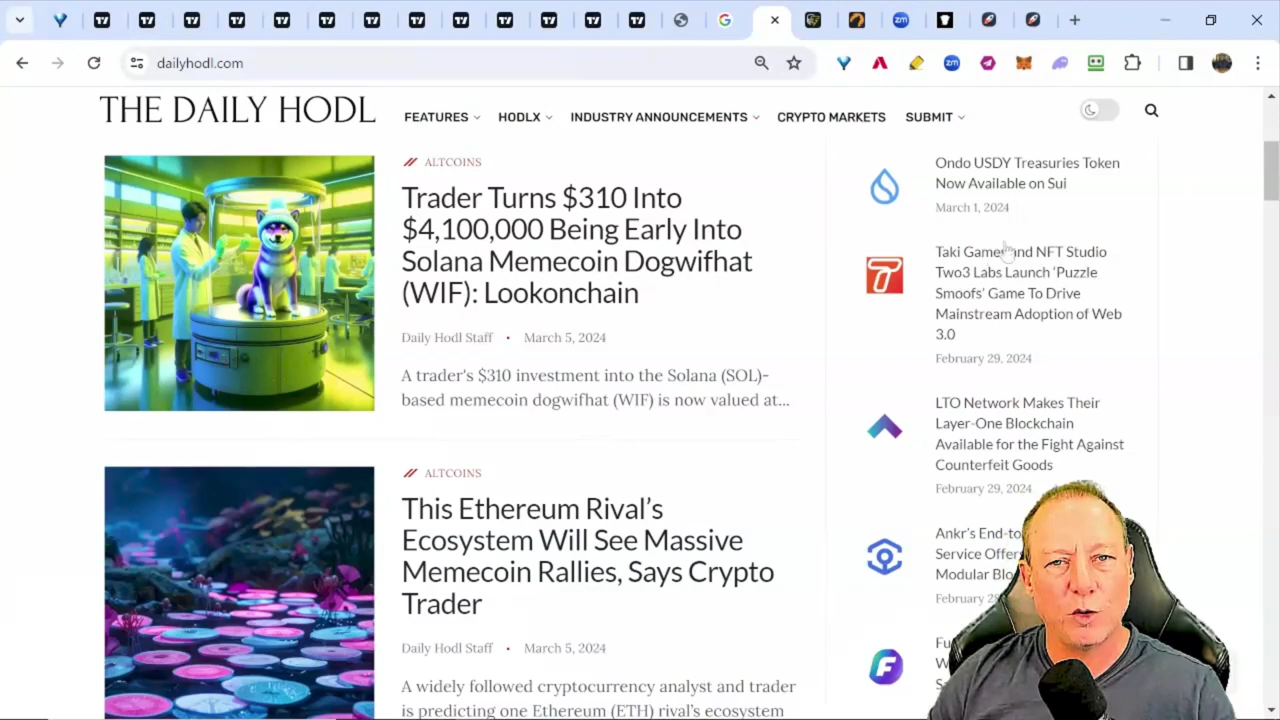 dailyhodl.com
THE DAILY HODL
FEATURES
HODLX
INDUSTRY ANNOUNCEMENTS
CRYPTO MARKETS
SUBMIT
ALTCOINS
Trader Turns $310 Into
$4,100,000 Being Early Into
Solana Memecoin Dogwifhat
(WIF): Lookonchain
Daily Hodl Staff • March 5, 2024
A trader's $310 investment into the Solana (SOL)-
based memecoin dogwifhat (WIF) is now valued at...
ALTCOINS
This Ethereum Rival's
Ecosystem Will See Massive
Memecoin Rallies, Says Crypto
Trader
Daily Hodl Staff • March 5, 2024
A widely followed cryptocurrency analyst and trader
is predicting one Ethereum (ETH) rival's ecosystem
Ondo USDY Treasuries Token
Now Available on Sui
March 1, 2024
Taki Games and NFT Studio
Two3 Labs Launch 'Puzzle
Smoofs' Game To Drive
Mainstream Adoption of Web
3.0
February 29, 2024
LTO Network Makes Their
Layer-One Blockchain
Available for the Fight Against
Counterfeit Goods
February 29, 2024
Ankr's End-to
Service Offer
Modular Blo
February 2
Fu
W